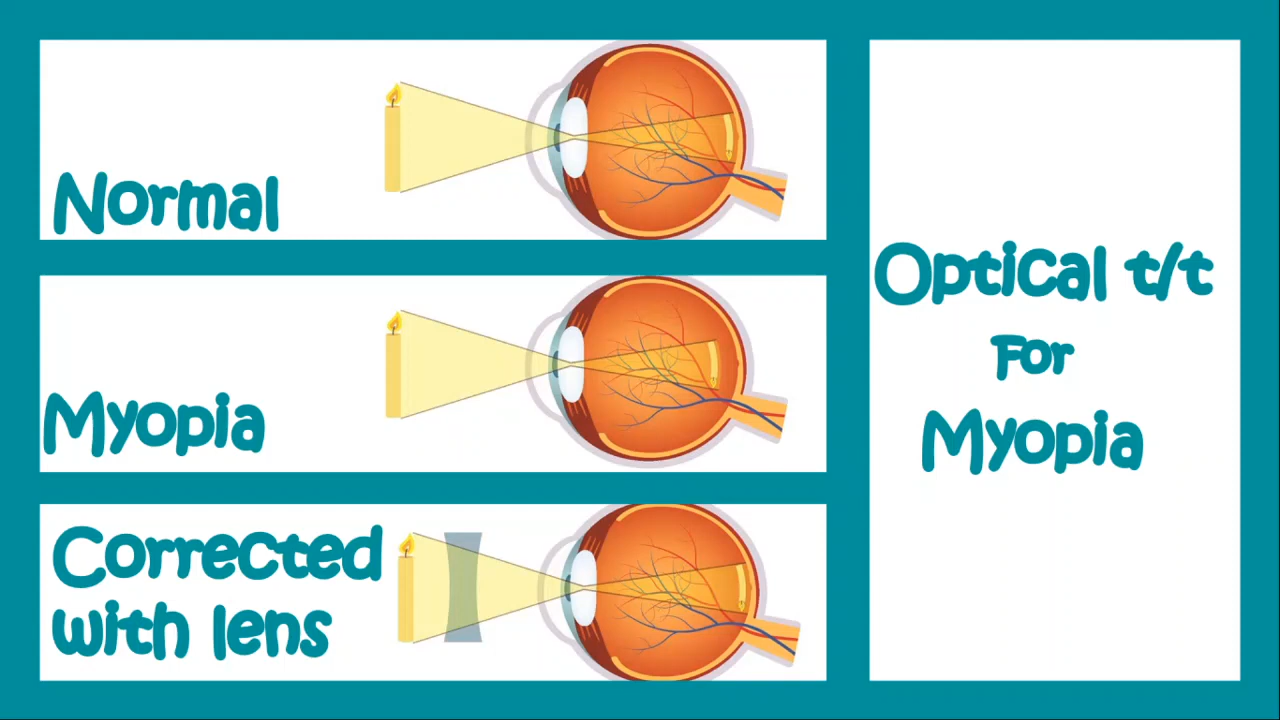 Normal
Myopia
Corrected
with lens
Optical t/t
For
Myopia